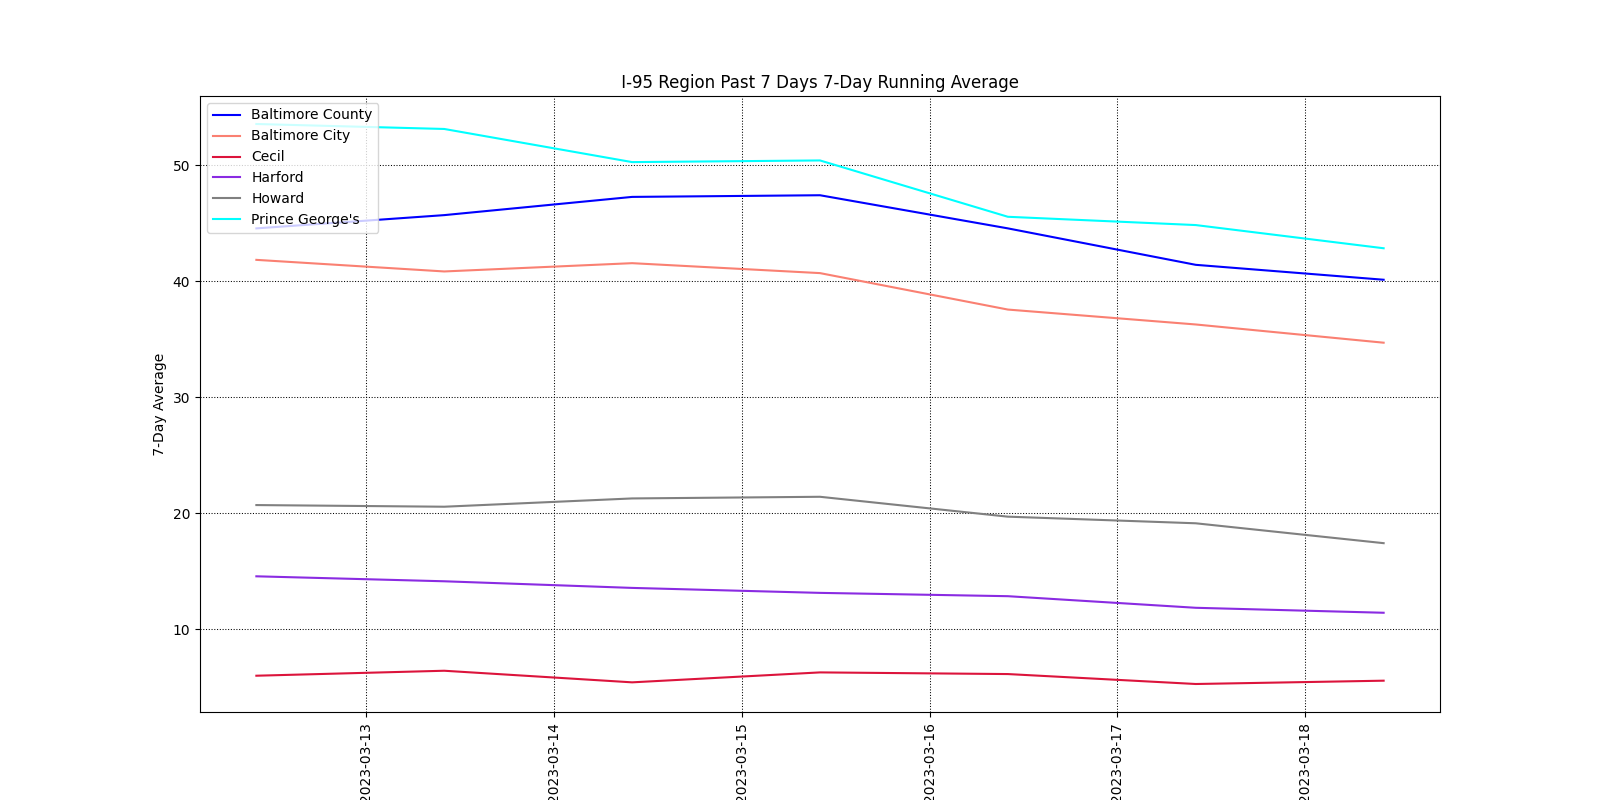 I-95 Region Past 7 Days 7-Day Running Average
Baltimore County
Baltimore City
Cecil
Harford
Howard
Prince George's
7-Day Average
50
40
30
20
10
2023-03-13
2023-03-14
2023-03-15
2023-03-16
2023-03-17
2023-03-18